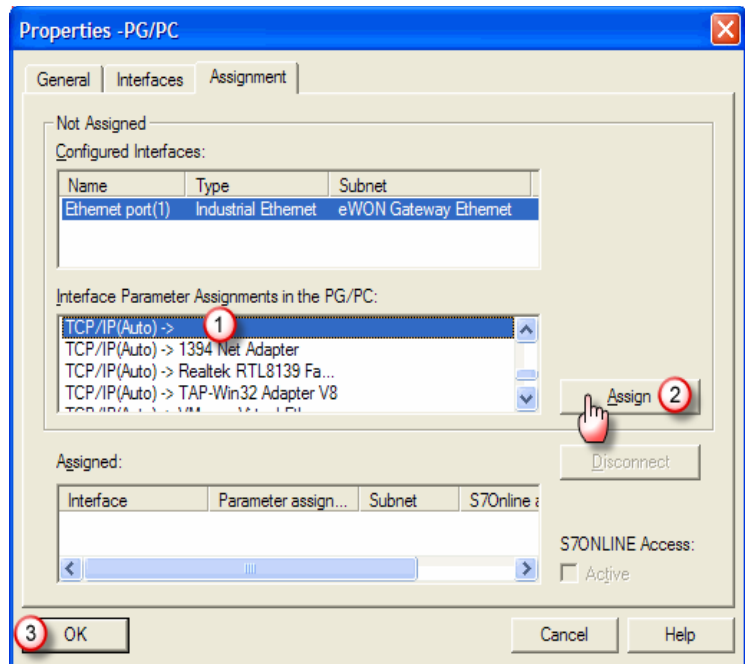 Properties -PG/PC
General Interfaces Assignment
Not Assigned
Configured Interfaces:
Name Type Subnet
Ethernet port(1) Industrial Ethernet eWON Gateway Ethernet
Interface Parameter Assignments in the PG/PC:
TCP/IP(Auto) -> 1
TCP/IP(Auto) -> 1394 Net Adapter
TCP/IP(Auto) -> Realtek RTL8139 Fa...
TCP/IP(Auto) -> TAP-Win32 Adapter V8
Assign 2
Assigned:
Disconnect
Interface Parameter assign... Subnet S7Online
S7ONLINE Access:
Active
3 OK Cancel Help